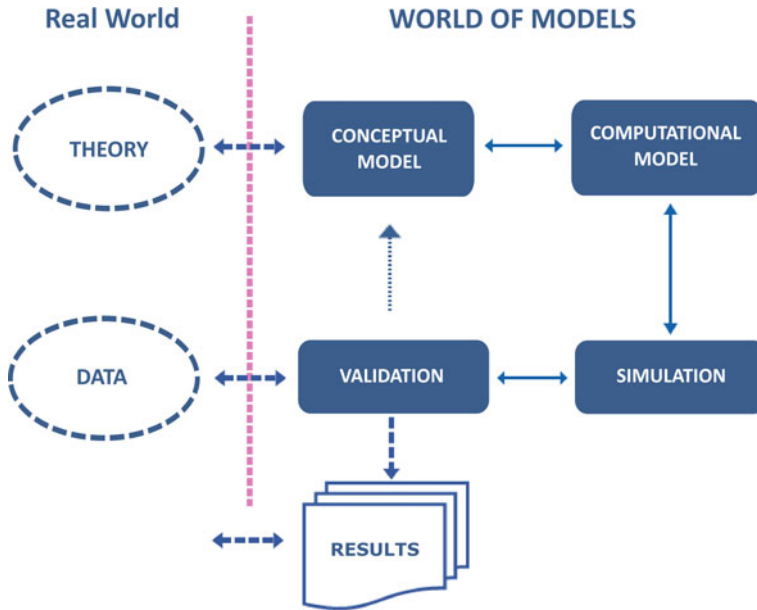 Real World
WORLD OF MODELS
THEORY
CONCEPTUAL
MODEL
COMPUTATIONAL
MODEL
DATA
VALIDATION
SIMULATION
RESULTS